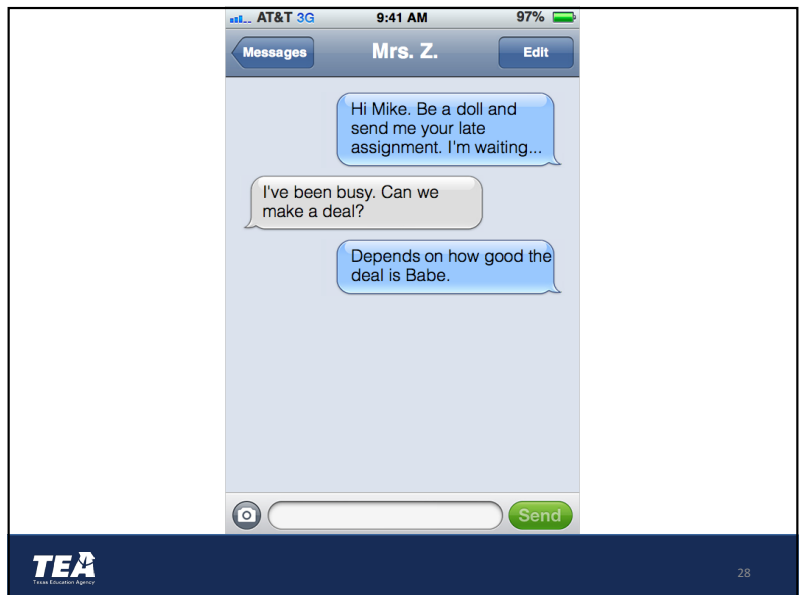 AT&T 3G 9:41 AM 97%
Messages Mrs. Z. Edit
Hi Mike. Be a doll and
send me your late
assignment. I'm waiting...
I've been busy. Can we
make a deal?
Depends on how good the
deal is Babe.
Send
TEA
Texas Education Agency
28